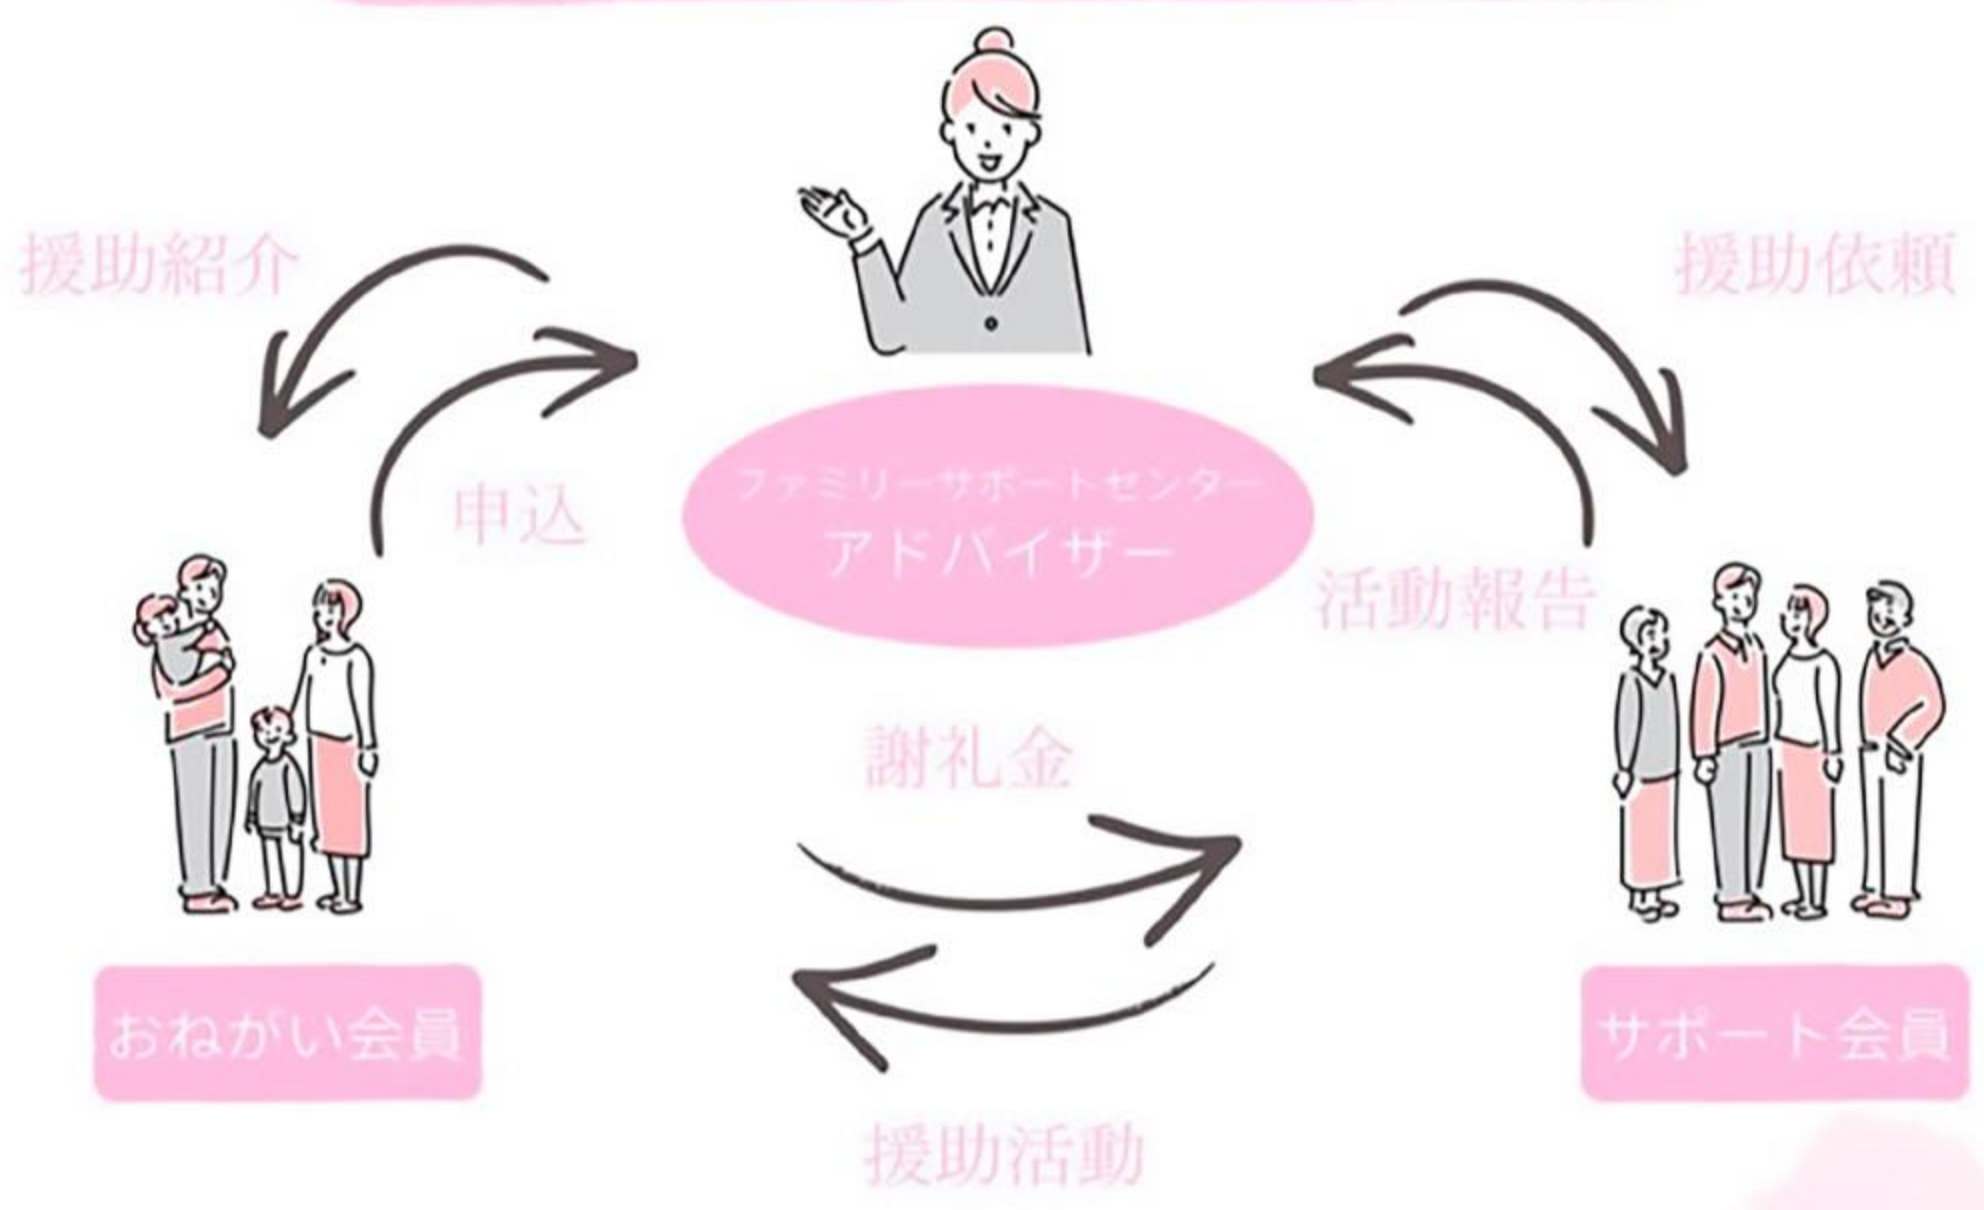 援助紹介
援助依頼
申込
ファミリーサポートセンター
アドバイザー
活動報告
謝礼金
おねがい会員
サポート会員
援助活動